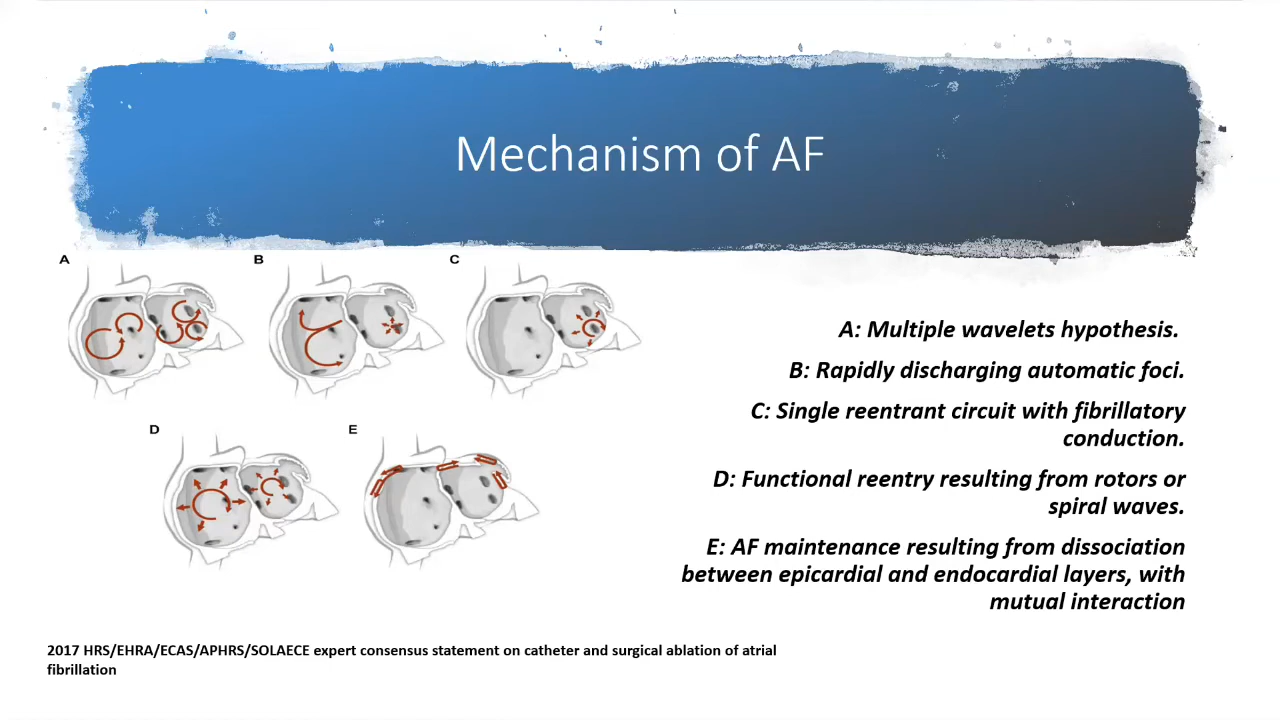 Mechanism of AF
A
B
C
D
E
A: Multiple wavelets hypothesis.
B: Rapidly discharging automatic foci.
C: Single reentrant circuit with fibrillatory
conduction.
D: Functional reentry resulting from rotors or
spiral waves.
E: AF maintenance resulting from dissociation
between epicardial and endocardial layers, with
mutual interaction
2017 HRS/EHRA/ECAS/APHRS/SOLAECE expert consensus statement on catheter and surgical ablation of atrial
fibrillation